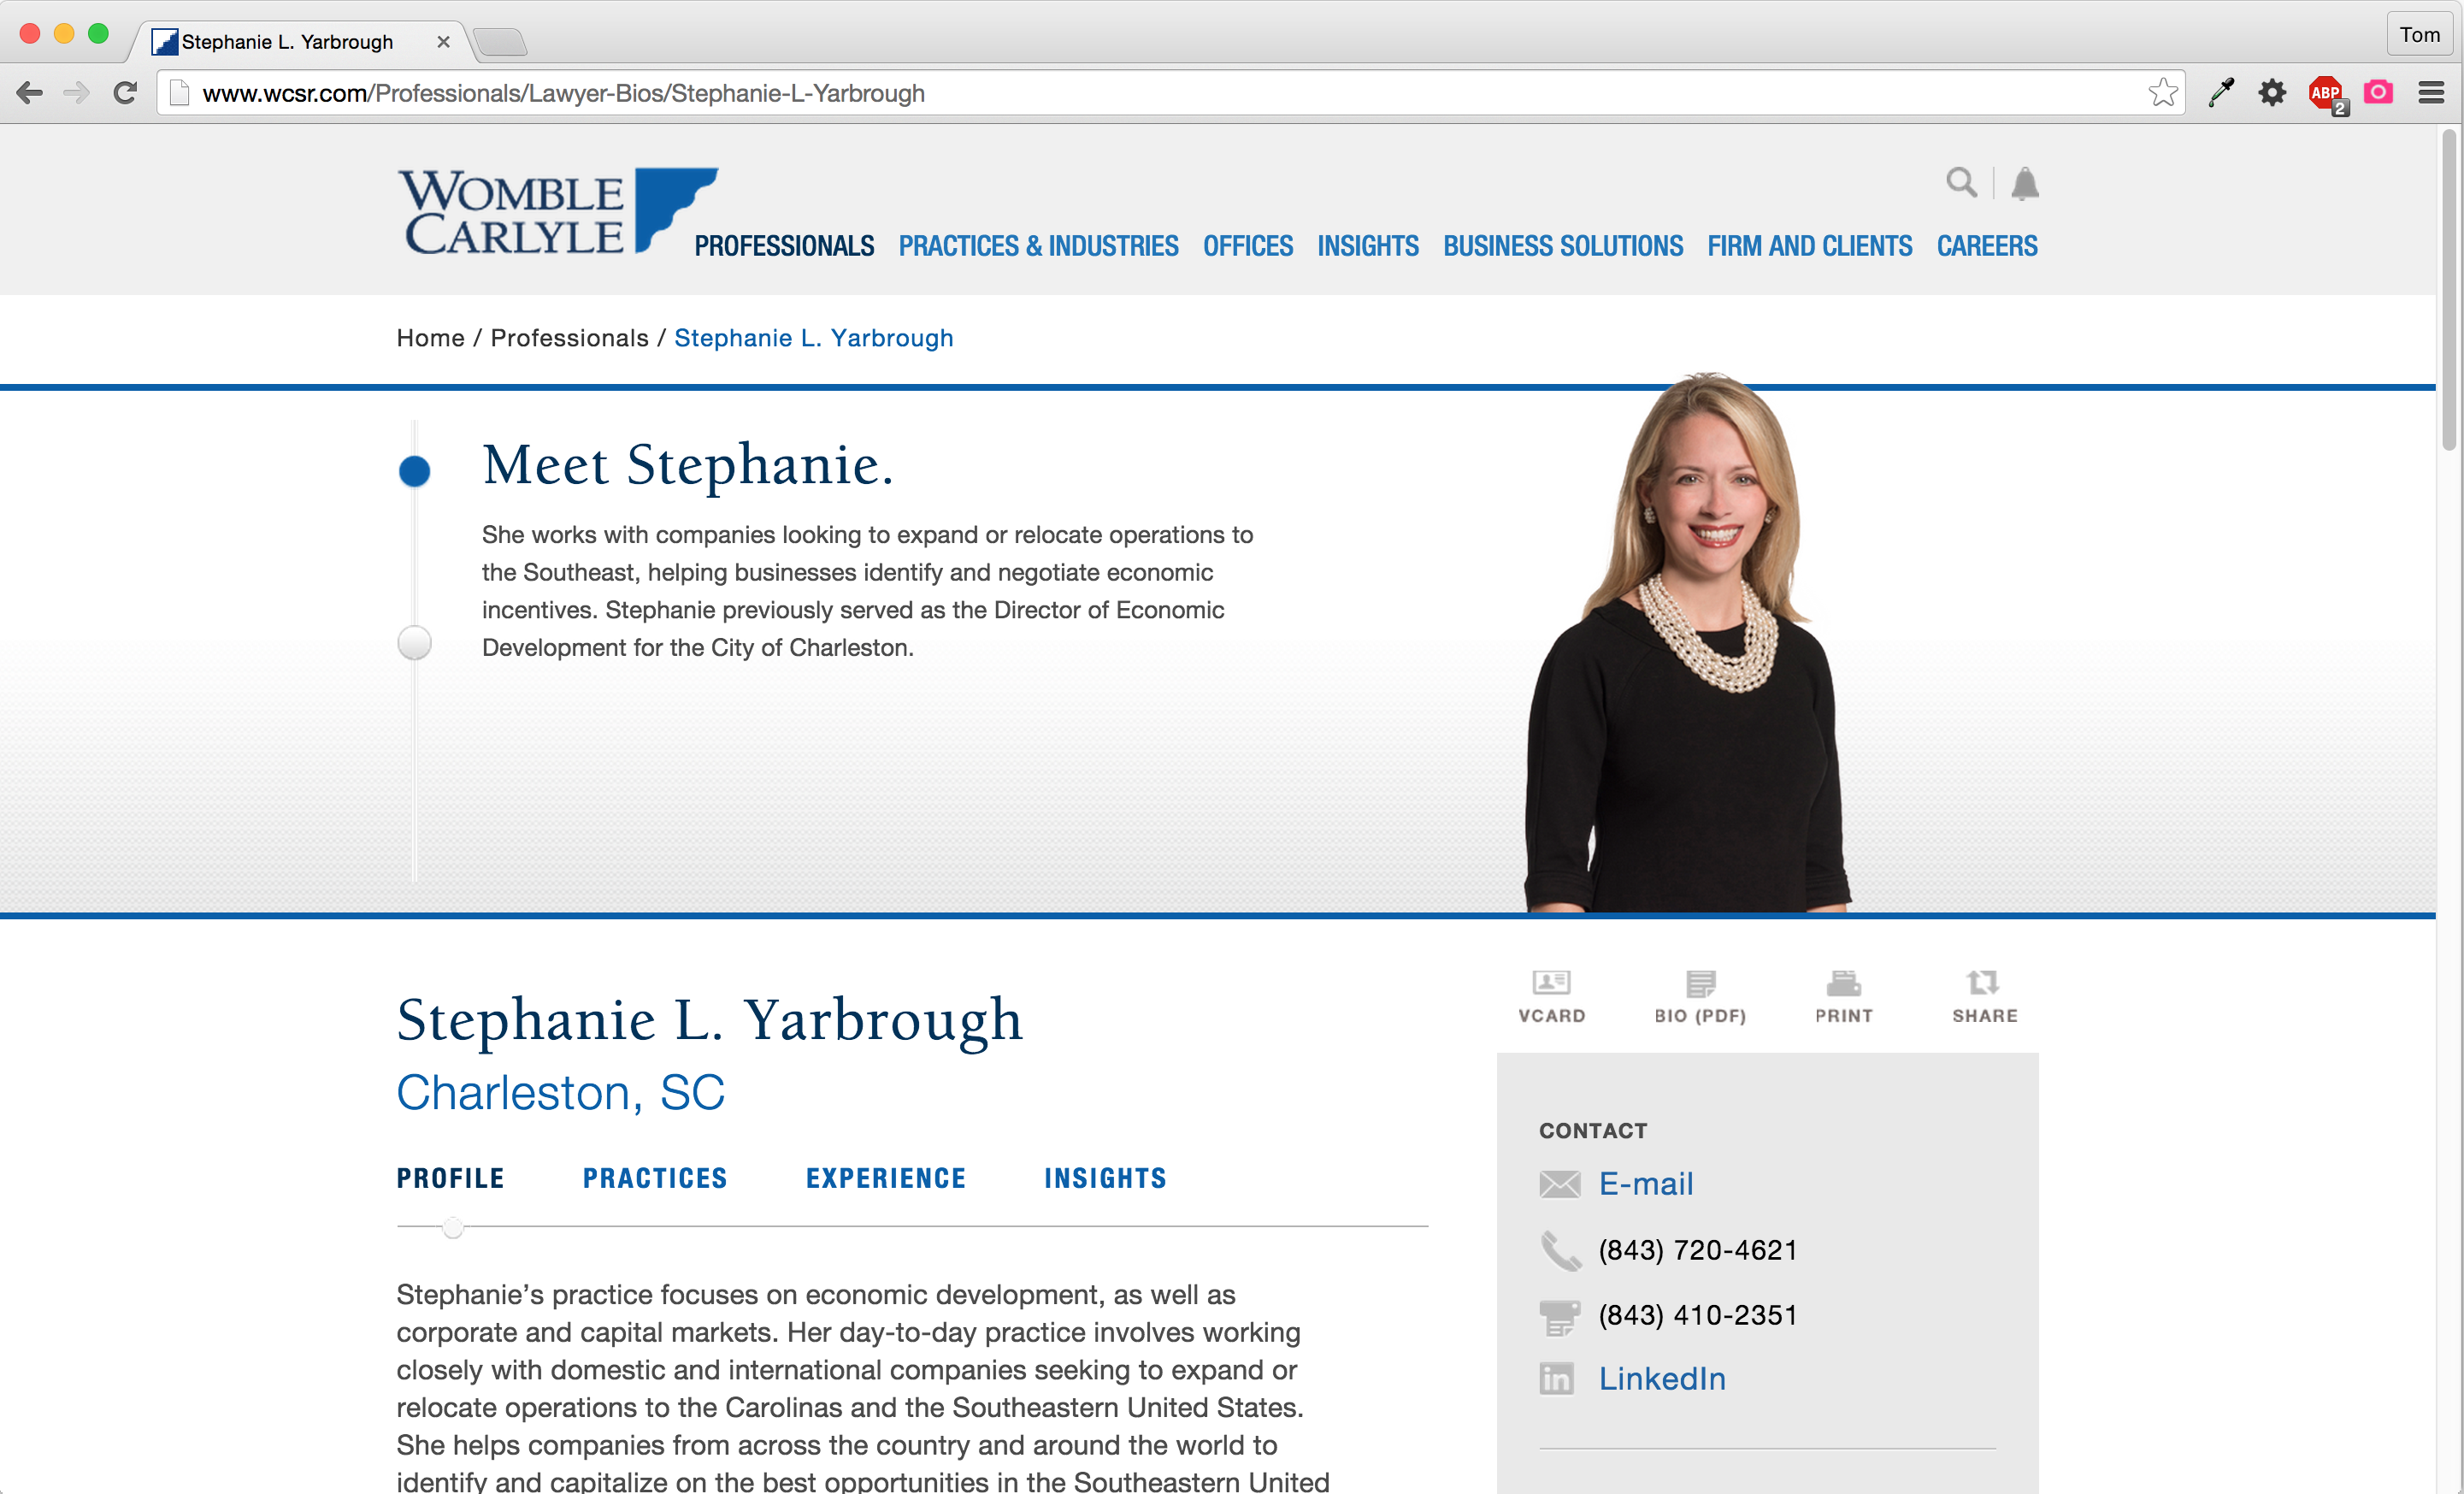 Stephanie L. Yarbrough
Tom
www.wcsr.com/Professionals/Lawyer-Bios/Stephanie-L-Yarbrough
ABP
2
WOMBLE
CARLYLE
PROFESSIONALS PRACTICES & INDUSTRIES OFFICES INSIGHTS BUSINESS SOLUTIONS FIRM AND CLIENTS CAREERS
Home / Professionals / Stephanie L. Yarbrough
Meet Stephanie.
She works with companies looking to expand or relocate operations to
the Southeast, helping businesses identify and negotiate economic
incentives. Stephanie previously served as the Director of Economic
Development for the City of Charleston.
Stephanie L. Yarbrough
Charleston, SC
PROFILE PRACTICES EXPERIENCE INSIGHTS
Stephanie’s practice focuses on economic development, as well as
corporate and capital markets. Her day-to-day practice involves working
closely with domestic and international companies seeking to expand or
relocate operations to the Carolinas and the Southeastern United States.
She helps companies from across the country and around the world to
identify and capitalize on the best opportunities in the Southeastern United
VCARD BIO (PDF) PRINT SHARE
CONTACT
E-mail
(843) 720-4621
(843) 410-2351
in LinkedIn